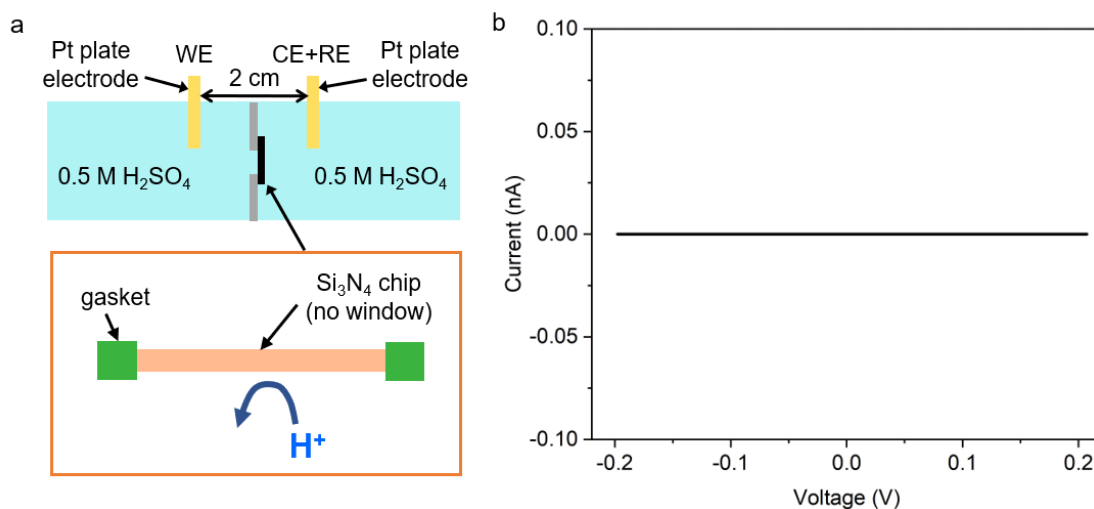 a
Pt plate
electrode
WE
CE+RE
Pt plate
electrode
2 cm
0.5 M H₂SO₄
0.5 M H₂SO₄
gasket
Si₃N₄ chip
(no window)
H⁺
b
Current (nA)
0.10
0.05
0.00
-0.05
-0.10
-0.2
-0.1
0.0
0.1
0.2
Voltage (V)